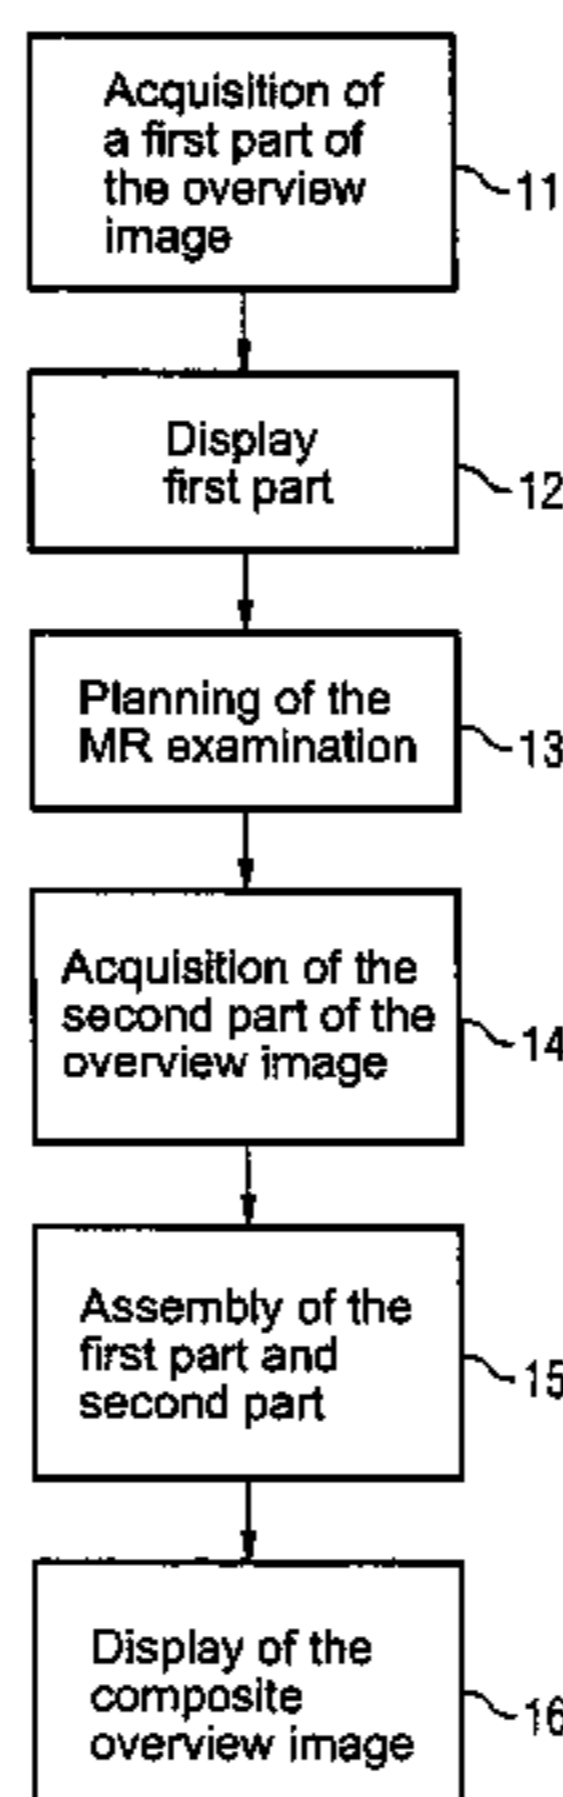 Acquisition of
a first part of
the overview
image
11
Display
first part
12
Planning of the
MR examination
13
Acquisition of the
second part of the
overview image
14
Assembly of the
first part and
second part
15
Display of the
composite
overview image
16